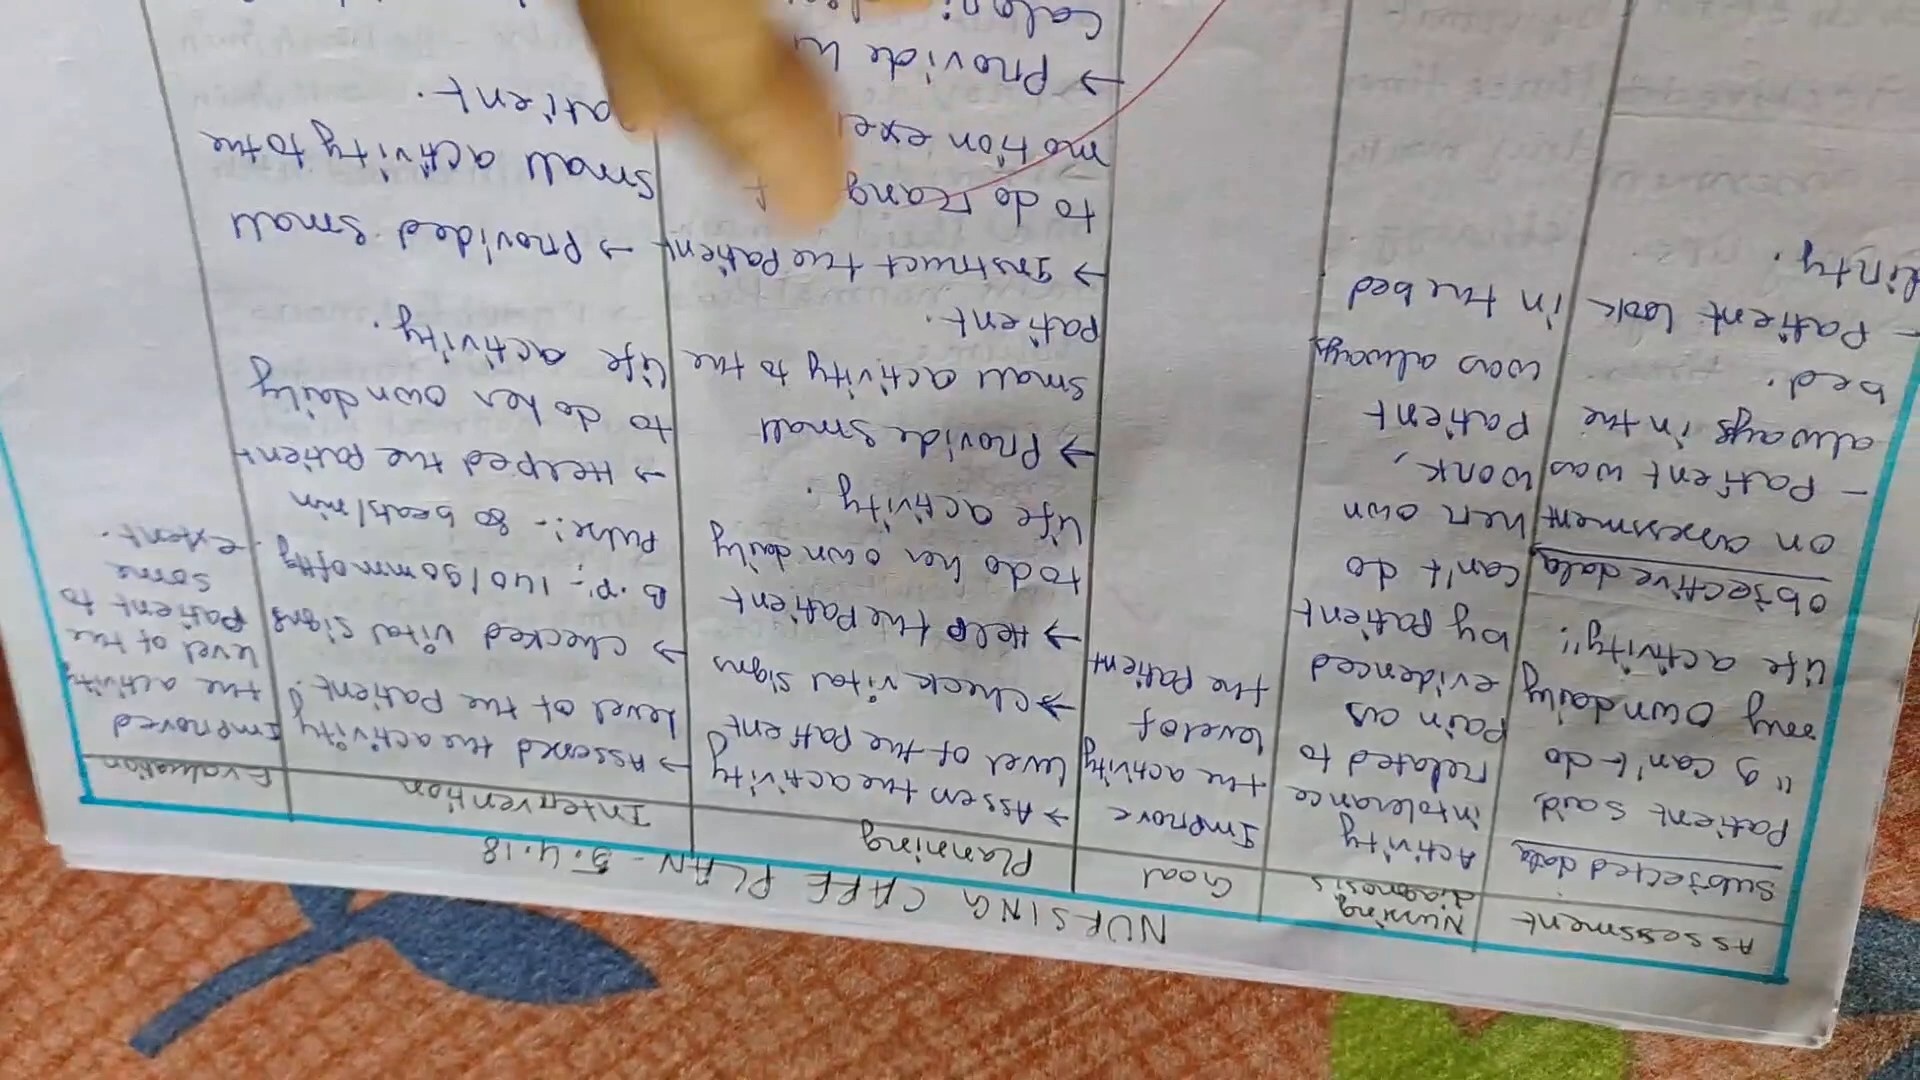 NURSING CARE PLAN - 5.4.18
Assessment
Subjected data
Patient said,
"I can't do
my own daily
life activity".
Objective data
on assessment
- Patient was
always in the
bed.
- Patient look
Nursing
diagnosis
Activity
intolerance
related to
Pain as
evidenced
by patient
can't do
her own
work,
Patient
was always
in the bed
Goal
Improve
the activity
level of
the patient
Planning
→ Assess the activity
level of the patient
→ check vital signs
→ Help the Patient
to do her own daily
life activity.
→ Provide small
small activity to the
patient.
→ Instruct the Patient
to do
motion
→ Provide
Intervention
→ Assessed the activity
level of the patient.
→ checked vital signs
B.P:- 140/90 mmofHg
Pulse:- 80 beats/min
→ Helped the Patient
to do her own daily
life activity.
→ Provided small
small activity to the
Evaluation
Improved
the activity
level of the
patient to
some
extent.